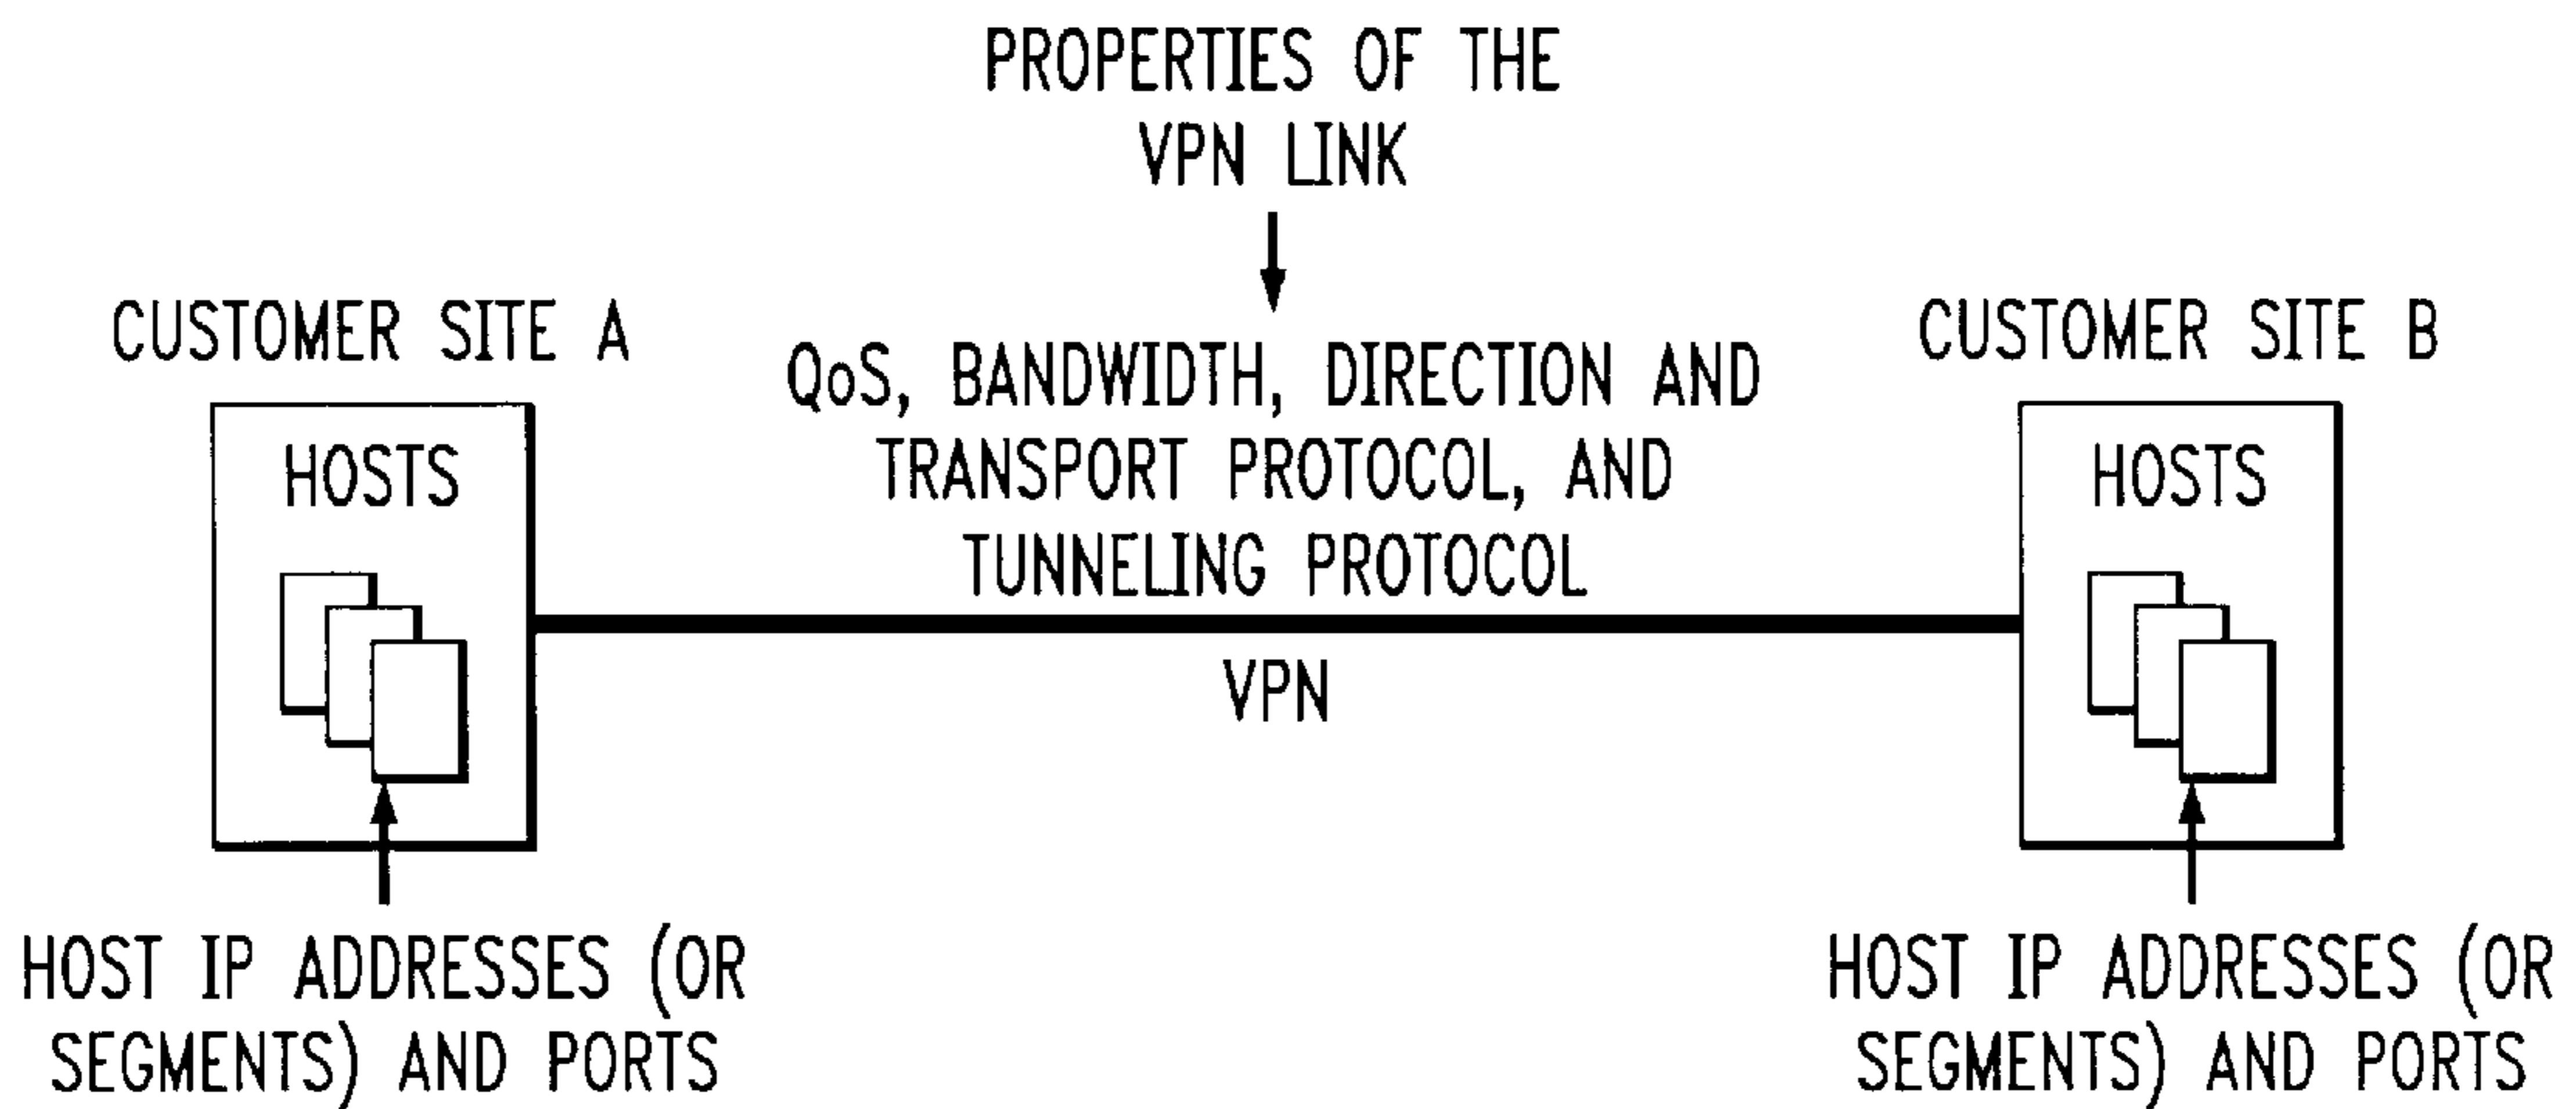 PROPERTIES OF THE
VPN LINK
CUSTOMER SITE A
CUSTOMER SITE B
QoS, BANDWIDTH, DIRECTION AND
TRANSPORT PROTOCOL, AND
TUNNELING PROTOCOL
HOSTS
HOSTS
VPN
HOST IP ADDRESSES (OR
SEGMENTS) AND PORTS
HOST IP ADDRESSES (OR
SEGMENTS) AND PORTS